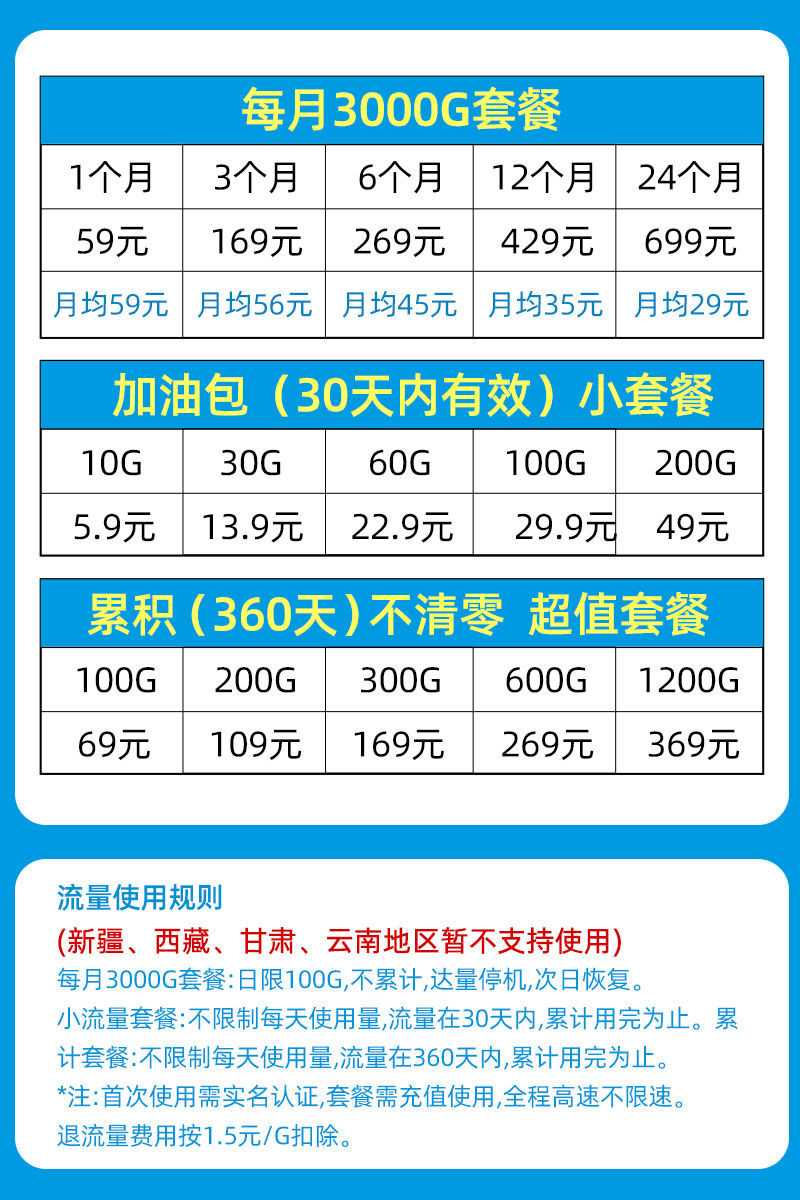 每月3000G套餐
1个月 3个月 6个月 12个月 24个月
59元 169元 269元 429元 699元
月均59元 月均56元 月均45元 月均35元 月均29元
加油包（30天内有效）小套餐
10G 30G 60G 100G 200G
5.9元 13.9元 22.9元 29.9元 49元
累积(360天)不清零 超值套餐
100G 200G 300G 600G 1200G
69元 109元 169元 269元 369元
流量使用规则
(新疆、西藏、甘肃、云南地区暂不支持使用)
每月3000G套餐:日限100G,不累计,达量停机,次日恢复。
小流量套餐:不限制每天使用量,流量在30天内,累计用完为止。累
计套餐:不限制每天使用量,流量在360天内,累计用完为止。
*注:首次使用需实名认证,套餐需充值使用,全程高速不限速。
退流量费用按1.5元/G扣除。